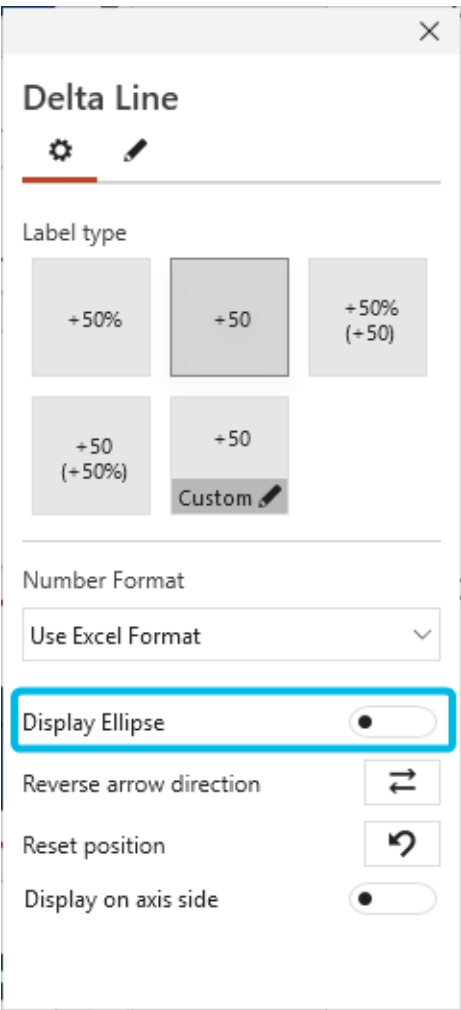 Delta Line
Label type
+50%
+50
+50%
(+50)
+50
(+50%)
+50
Custom
Number Format
Use Excel Format
Display Ellipse
Reverse arrow direction
Reset position
Display on axis side